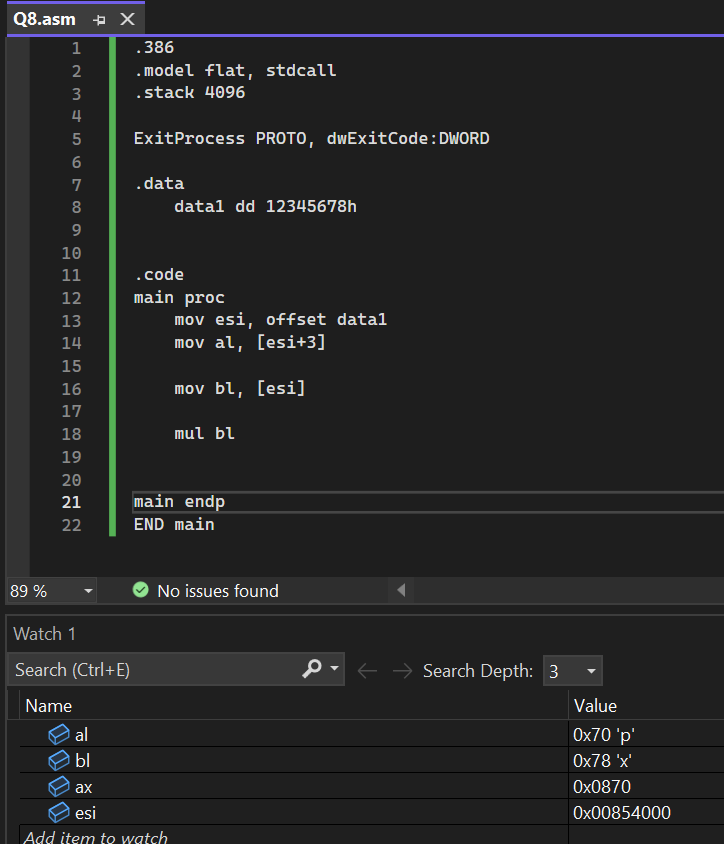 Q8.asm
1 .386
2 .model flat, stdcall
3 .stack 4096
4
5 ExitProcess PROTO, dwExitCode:DWORD
6
7 .data
8 data1 dd 12345678h
9
10
11 .code
12 main proc
13 mov esi, offset data1
14 mov al, [esi+3]
15
16 mov bl, [esi]
17
18 mul bl
19
20
21 main endp
22 END main
89 % No issues found
Watch 1
Search (Ctrl+E) Search Depth: 3
Name Value
al 0x70 'p'
bl 0x78 'x'
ax 0x0870
esi 0x00854000
Add item to watch